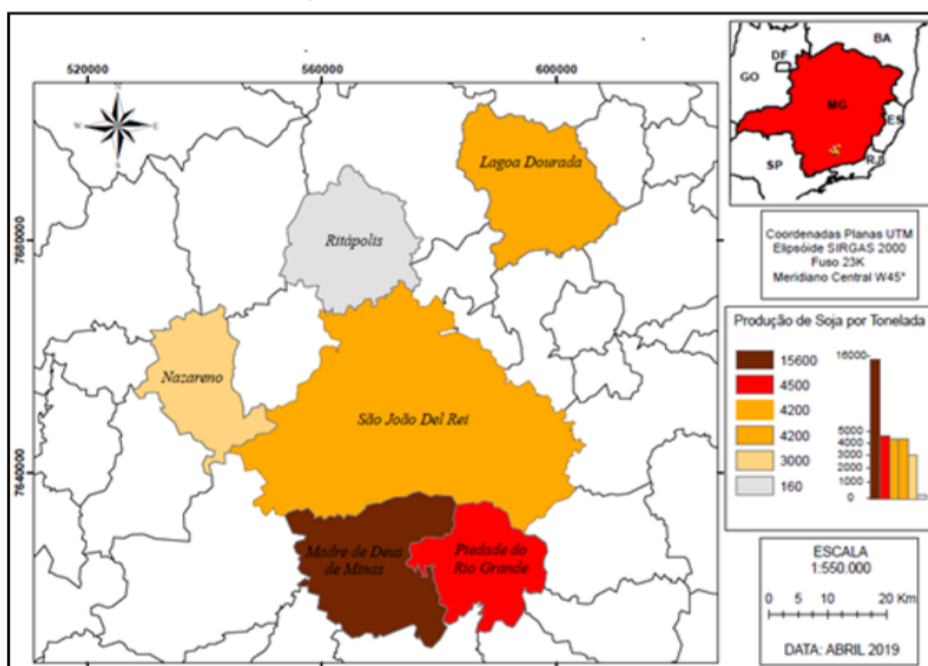 520000
560000
600000
7680000
7640000
N
W
E
S
Lagoa Dourada
Ritápolis
Nazareno
São João Del Rei
Madre de Deus
de Minas
Piedade do
Rio Grande
BA
DF
GO
MG
ES
SP
RJ
Coordenadas Planas UTM
Elipsóide SIRGAS 2000
Fuso 23K
Meridiano Central W45°
Produção de Soja por Tonelada
15600
4500
4200
4200
3000
160
16000
5000
4000
3000
2000
1000
0
ESCALA
1:550.000
0 5 10 20 Km
DATA: ABRIL 2019